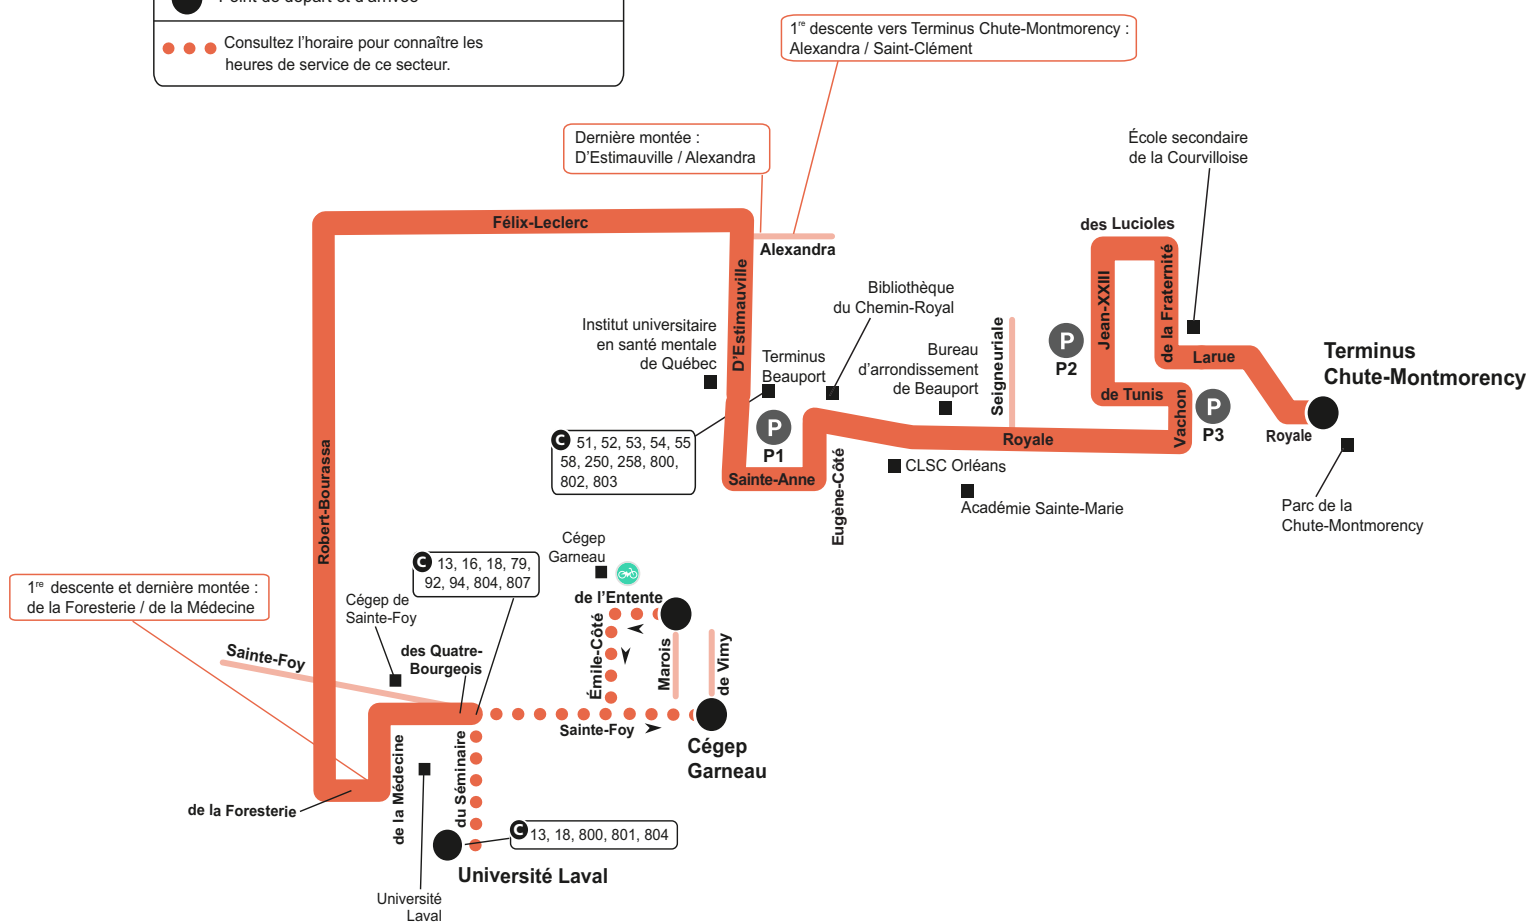 Point de départ et d'arrivée
Consultez l'horaire pour connaître les
heures de service de ce secteur.
1re descente vers Terminus Chute-Montmorency :
Alexandra / Saint-Clément
Dernière montée :
D'Estimauville / Alexandra
École secondaire
de la Courvilloise
Félix-Leclerc
des Lucioles
Alexandra
D'Estimauville
Bibliothèque
du Chemin-Royal
Jean-XXIII
de la Fraternité
Institut universitaire
en santé mentale
de Québec
Terminus
Beauport
Bureau
d'arrondissement
de Beauport
Seigneuriale
P
P2
Larue
Terminus
Chute-Montmorency
de Tunis
Vachon
P
P3
Royale
P
P1
C 51, 52, 53, 54, 55
58, 250, 258, 800,
802, 803
Royale
Sainte-Anne
Eugène-Côté
CLSC Orléans
Académie Sainte-Marie
Parc de la
Chute-Montmorency
Robert-Bourassa
Cégep
Garneau
C 13, 16, 18, 79,
92, 94, 804, 807
1re descente et dernière montée :
de la Foresterie / de la Médecine
Cégep de
Sainte-Foy
de l'Entente
Émile-Côté
Marois
de Vimy
Sainte-Foy
des Quatre-
Bourgeois
Sainte-Foy
Cégep
Garneau
de la Médecine
du Séminaire
de la Foresterie
C 13, 18, 800, 801, 804
Université Laval
Université
Laval